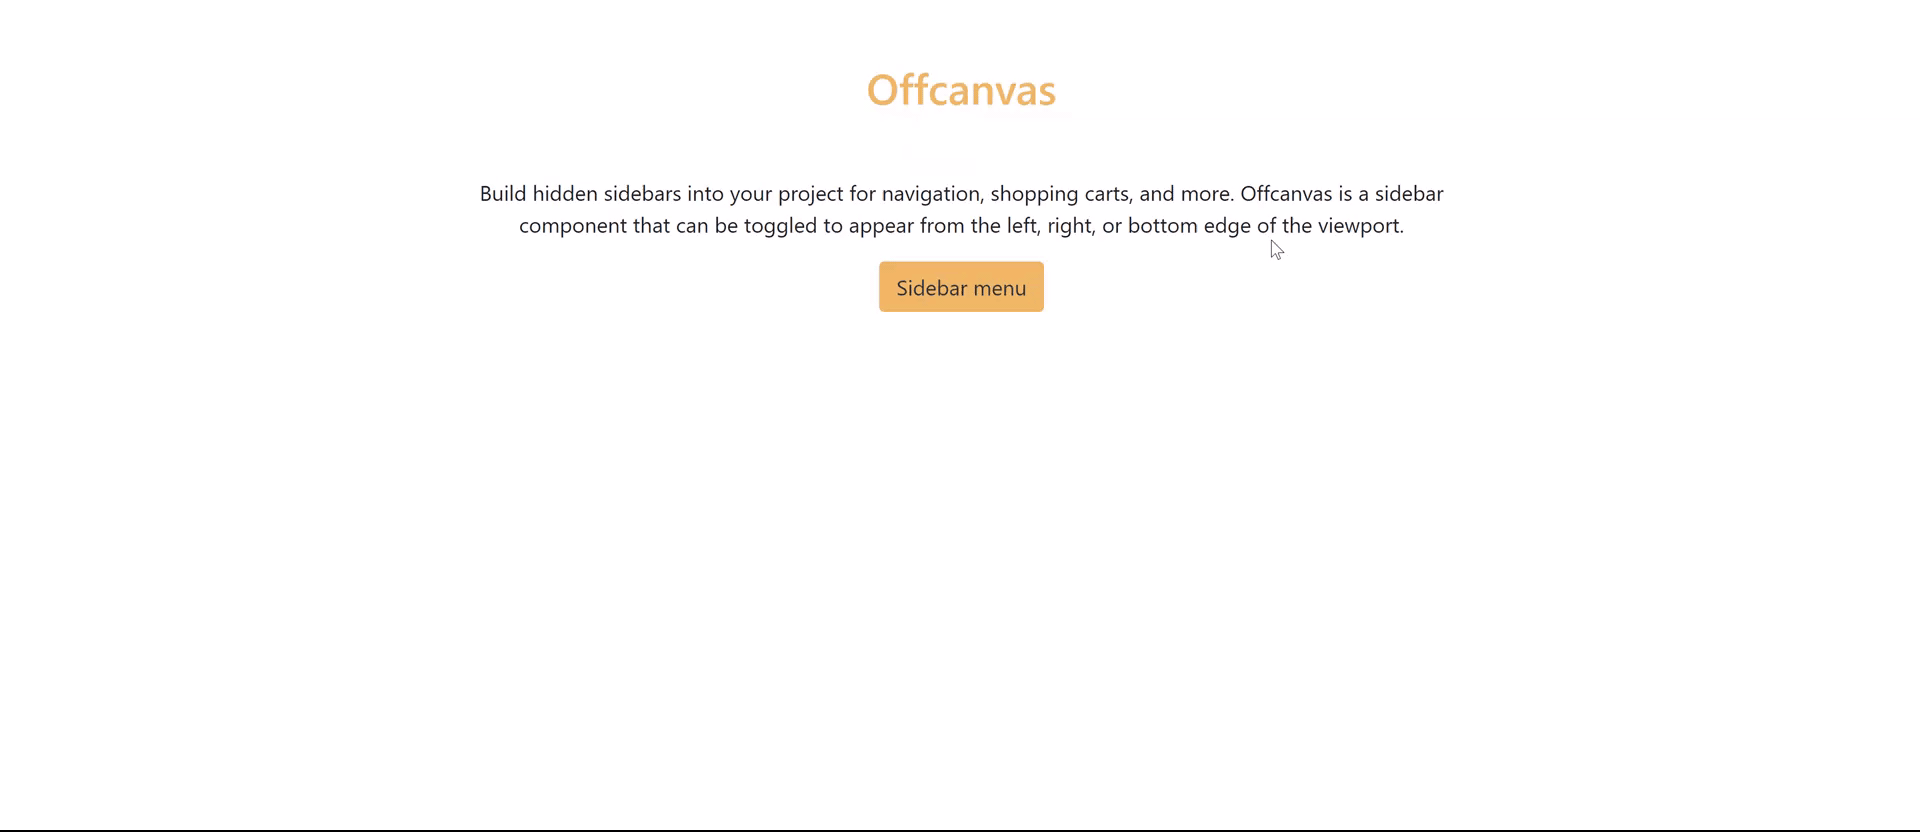 Offcanvas
Build hidden sidebars into your project for navigation, shopping carts, and more. Offcanvas is a sidebar
component that can be toggled to appear from the left, right, or bottom edge of the viewport.
Sidebar menu